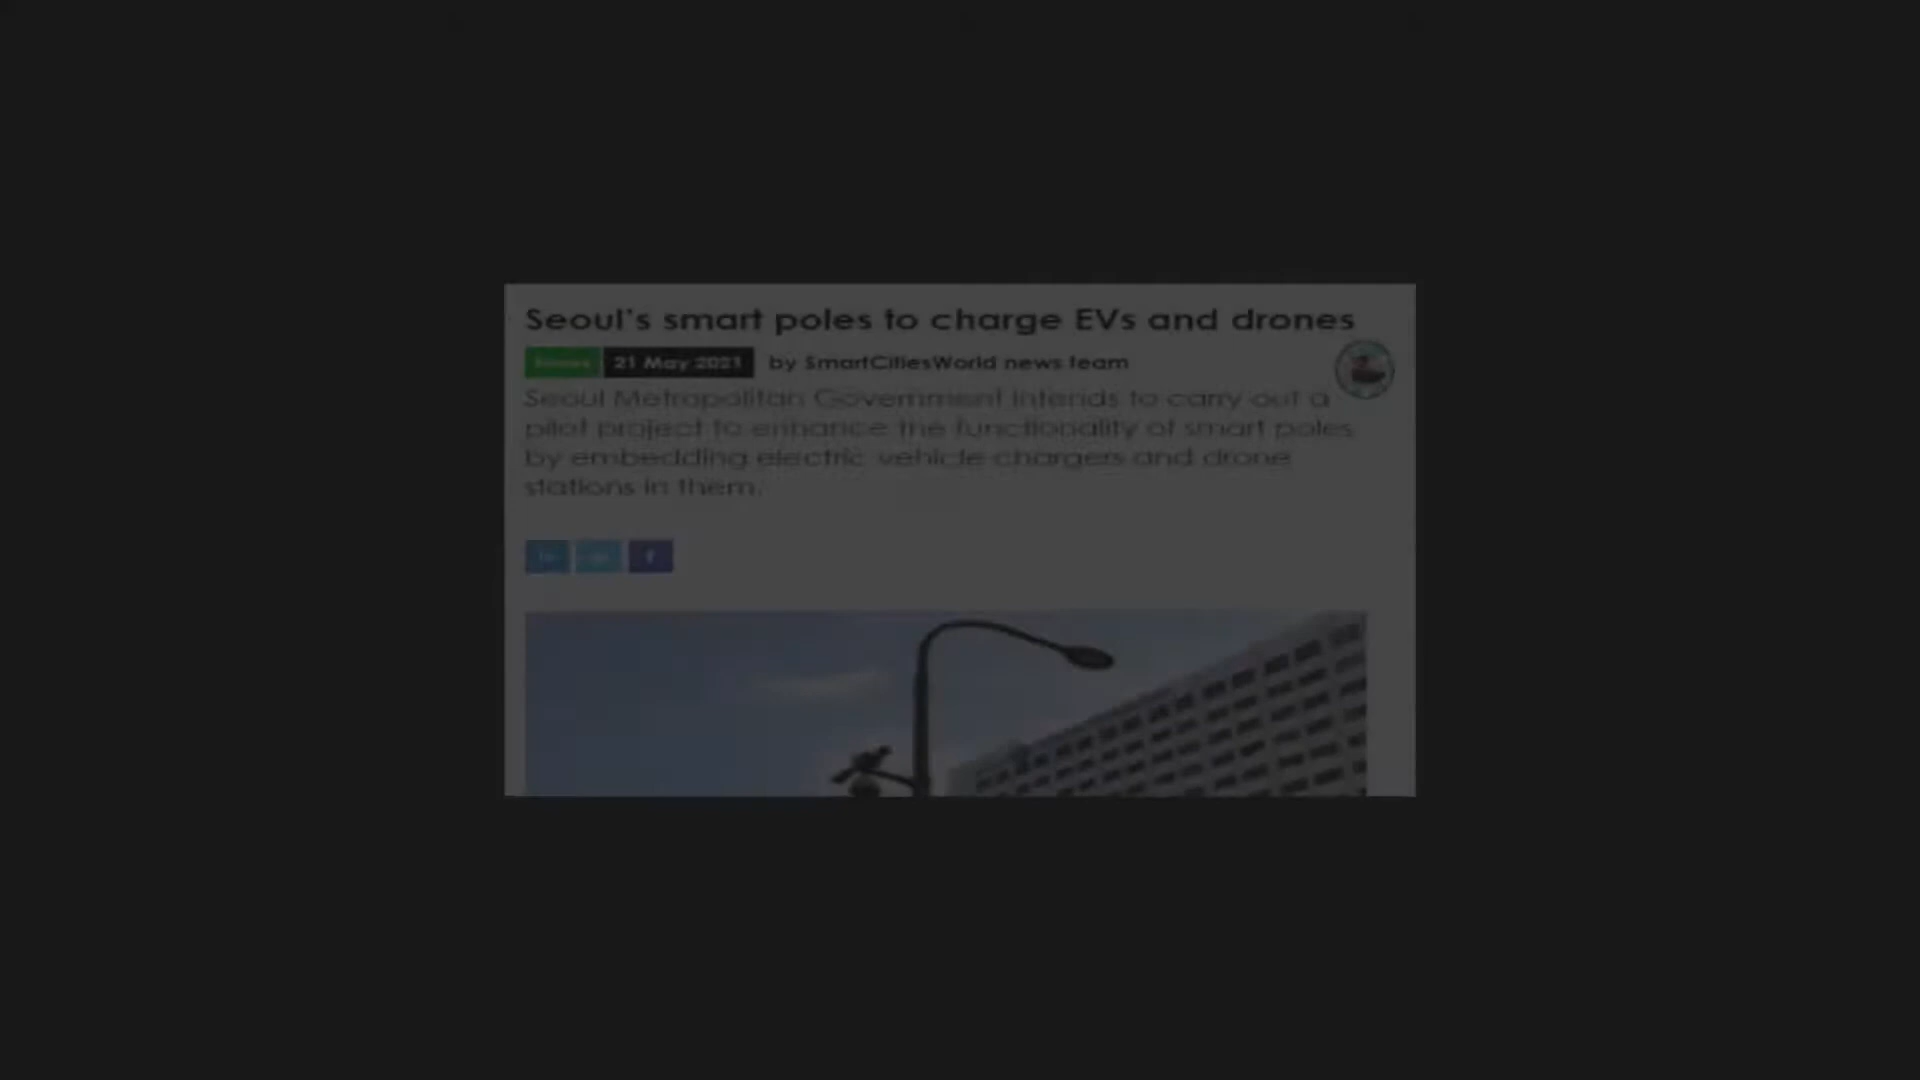 Seoul's smart poles to charge EVs and drones
News 21 May 2021 by SmartCitiesWorld news team
Seoul Metropolitan Government intends to carry out a
pilot project to enhance the functionality of smart poles
by embedding electric vehicle chargers and drone
stations in them.
in
f